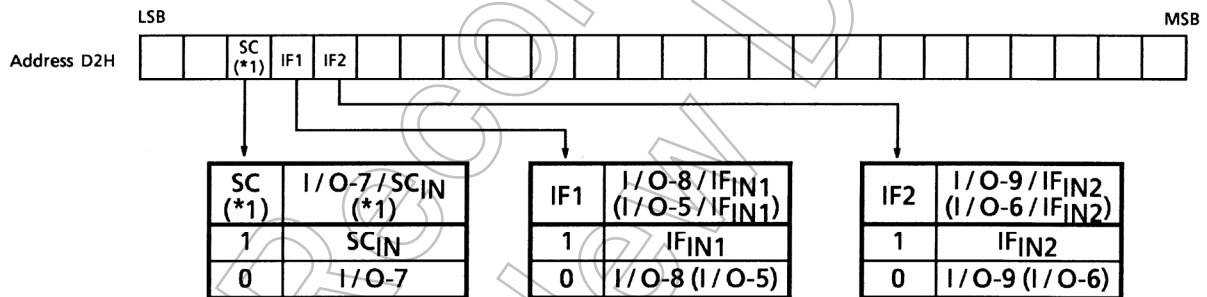 LSB MSB
Address D2H SC (*1) IF1 IF2
SC (*1) I/O-7/SCIN (*1)
1 SCIN
0 I/O-7
IF1 I/O-8/IFIN1 (I/O-5/IFIN1)
1 IFIN1
0 I/O-8 (I/O-5)
IF2 I/O-9/IFIN2 (I/O-6/IFIN2)
1 IFIN2
0 I/O-9 (I/O-6)